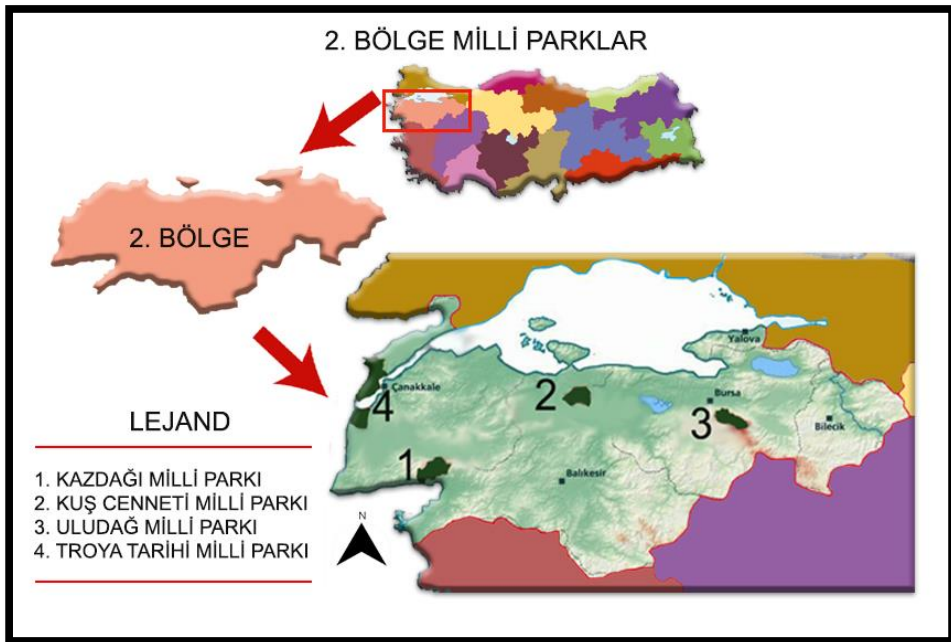 2. BÖLGE MİLLİ PARKLAR
2. BÖLGE
Yalova
Çanakkale
4
2
Bursa
3
Bilecik
1
Balıkesir
LEJAND
1. KAZDAĞI MİLLİ PARKI
2. KUŞ CENNETİ MİLLİ PARKI
3. ULUDAĞ MİLLİ PARKI
4. TROYA TARİHİ MİLLİ PARKI
N